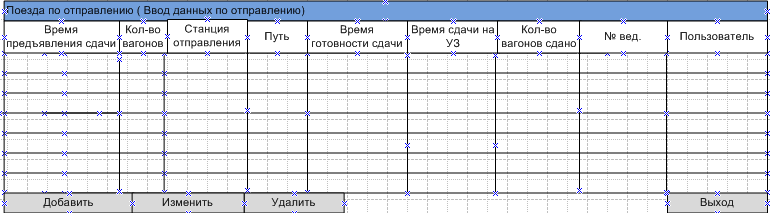 Поезда по отправлению ( Ввод данных по отправлению)
Время предъявления сдачи
Кол-во вагонов
Станция отправления
Путь
Время готовности сдачи
Время сдачи на УЗ
Кол-во вагонов сдано
№ вед.
Пользователь
Добавить
Изменить
Удалить
Выход